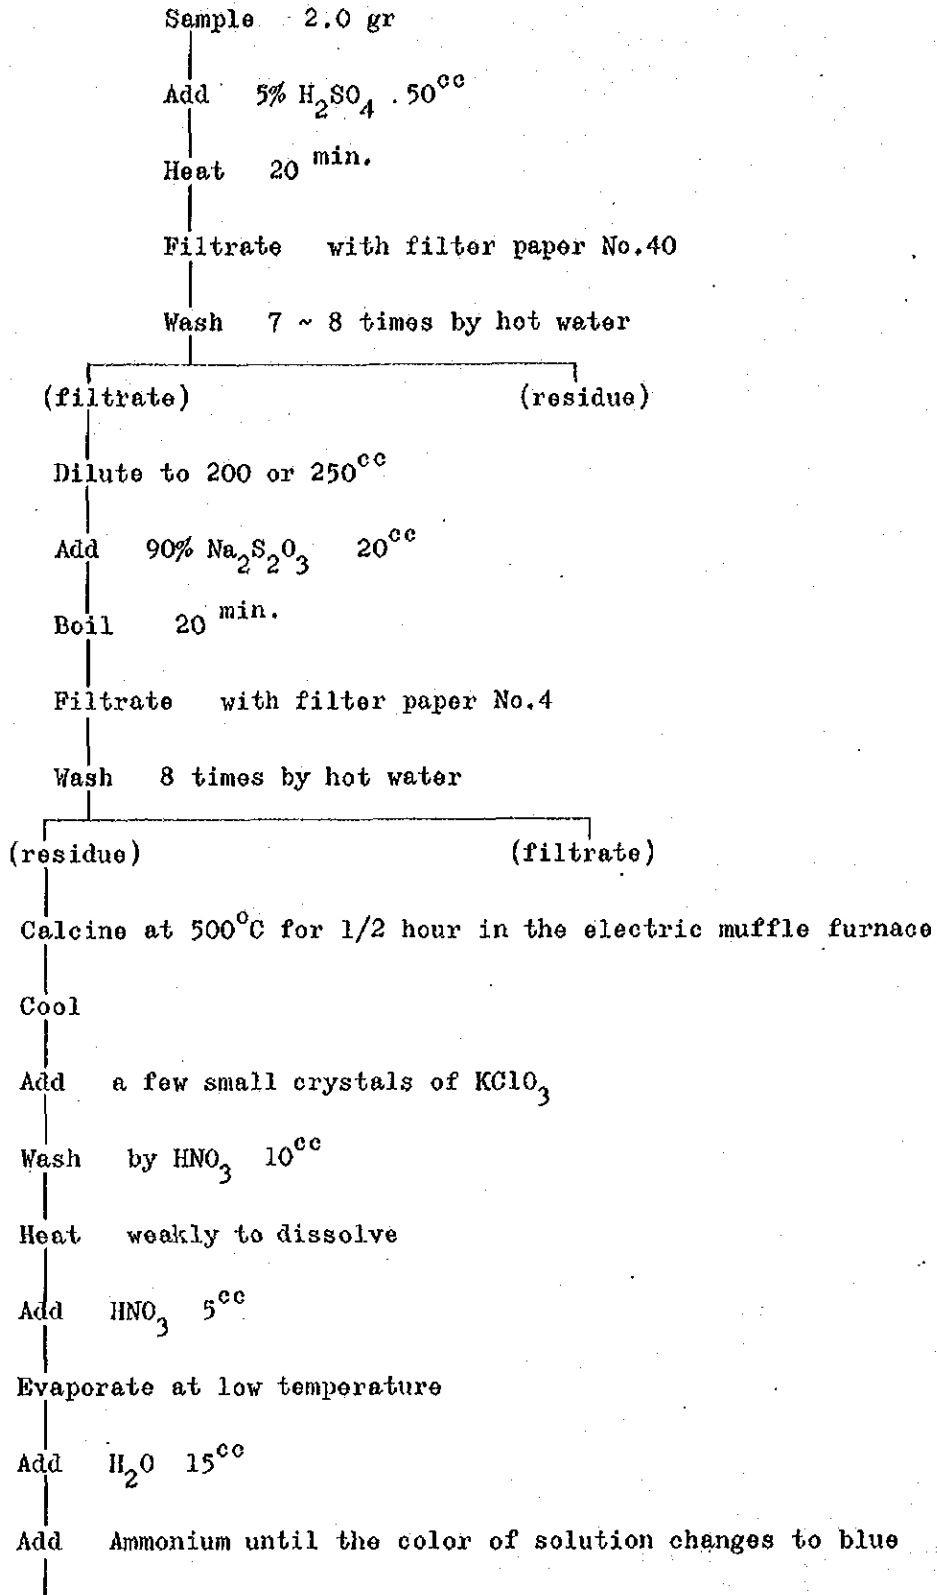 Sample 2.0 gr
Add 5% H₂SO₄ . 50ᶜᶜ
Heat 20 ᵐⁱⁿ·
Filtrate with filter paper No.40
Wash 7 ~ 8 times by hot water
(filtrate) (residue)
Dilute to 200 or 250ᶜᶜ
Add 90% Na₂S₂O₃ 20ᶜᶜ
Boil 20 ᵐⁱⁿ·
Filtrate with filter paper No.4
Wash 8 times by hot water
(residue) (filtrate)
Calcine at 500°C for 1/2 hour in the electric muffle furnace
Cool
Add a few small crystals of KClO₃
Wash by HNO₃ 10ᶜᶜ
Heat weakly to dissolve
Add HNO₃ 5ᶜᶜ
Evaporate at low temperature
Add H₂O 15ᶜᶜ
Add Ammonium until the color of solution changes to blue